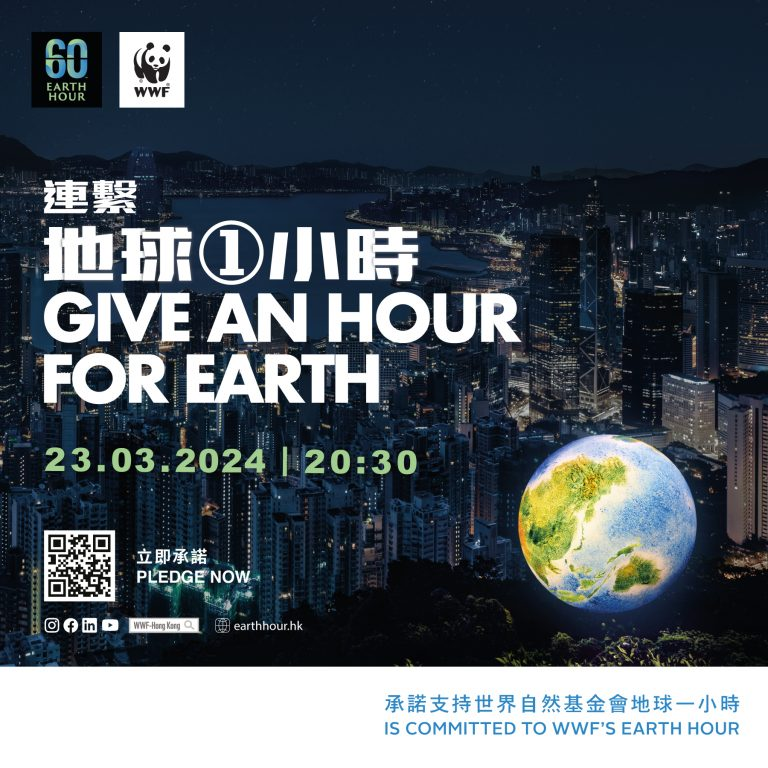 60
EARTH
HOUR
WWF
連繫
地球①小時
GIVE AN HOUR
FOR EARTH
23.03.2024 | 20:30
立即承諾
PLEDGE NOW
WWF-Hong Kong
earthhour.hk
承諾支持世界自然基金會地球一小時
IS COMMITTED TO WWF'S EARTH HOUR